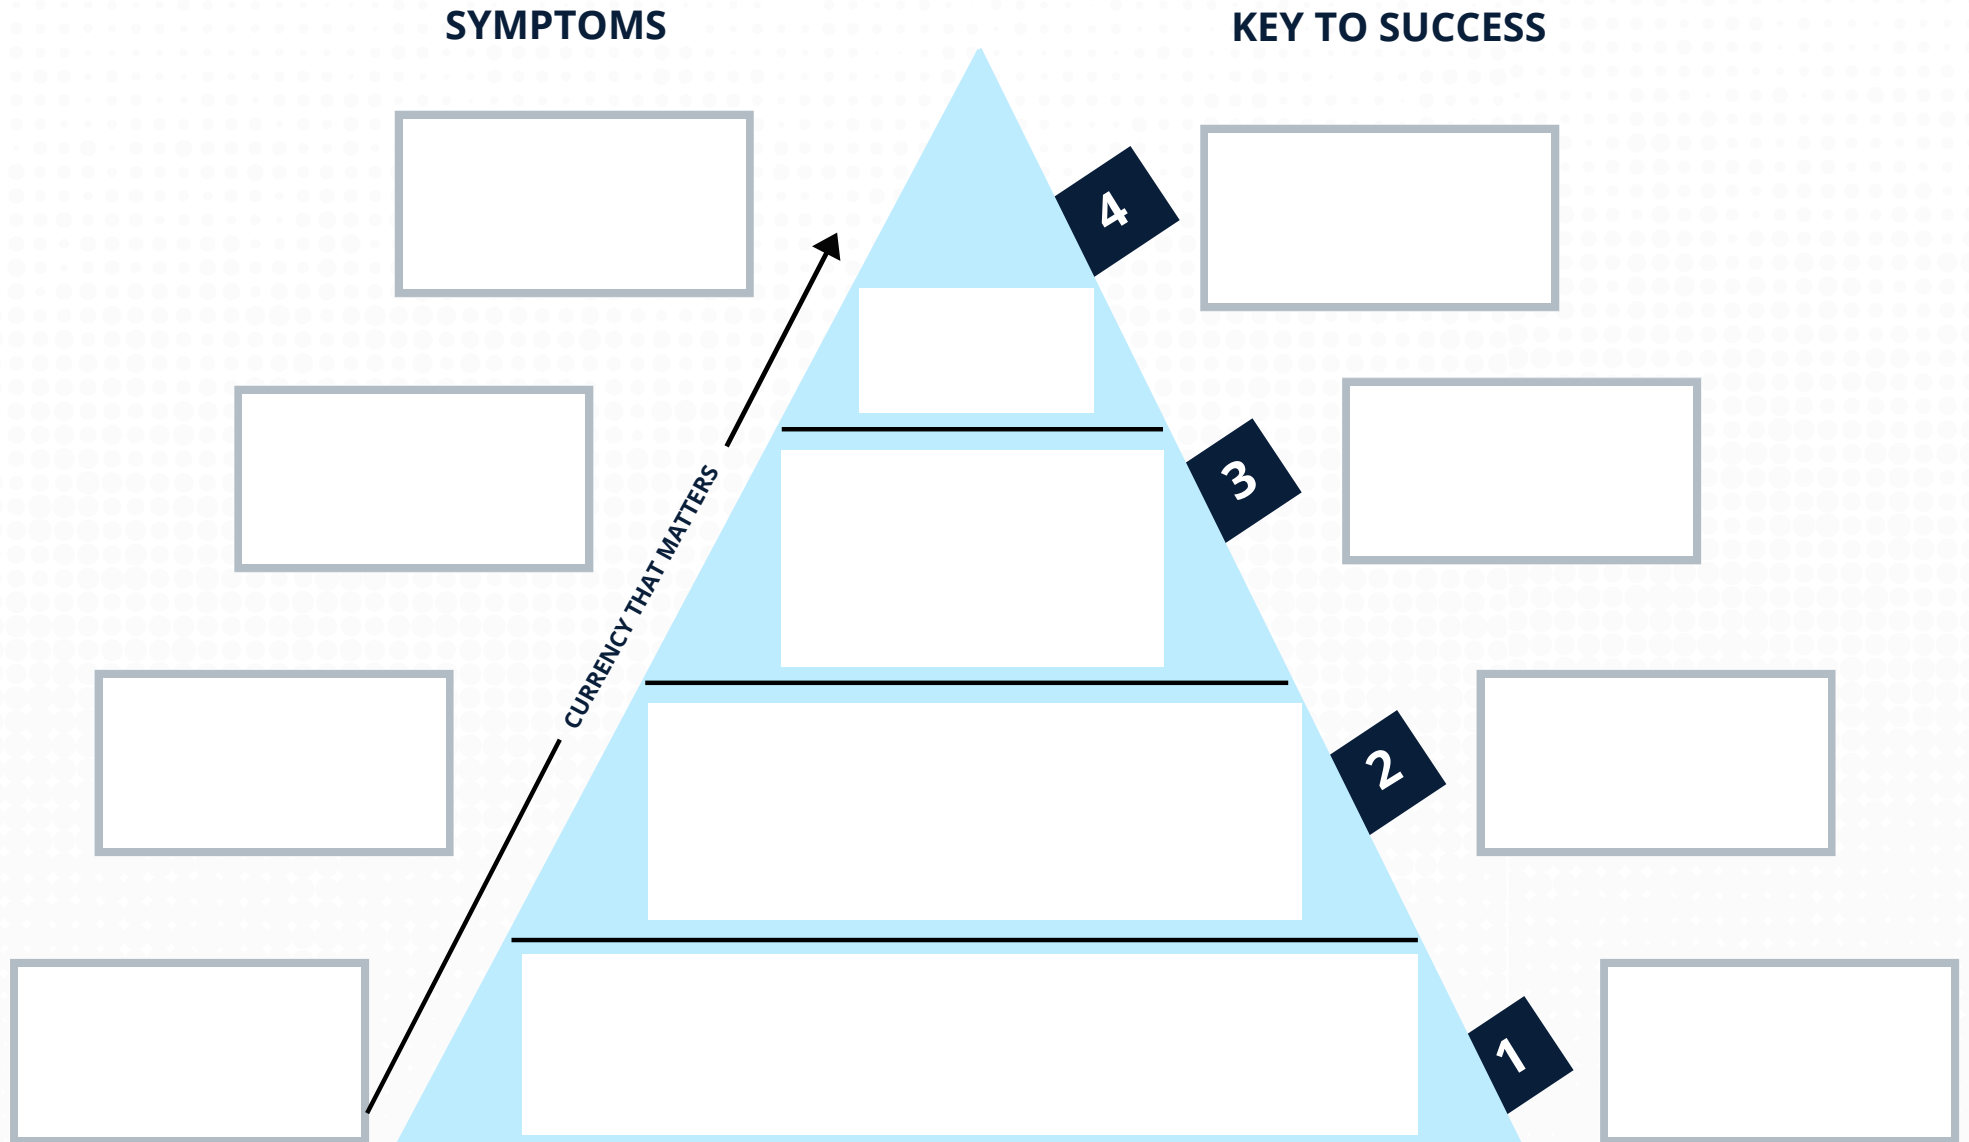 SYMPTOMS
KEY TO SUCCESS
4
3
CURRENCY THAT MATTERS
2
1